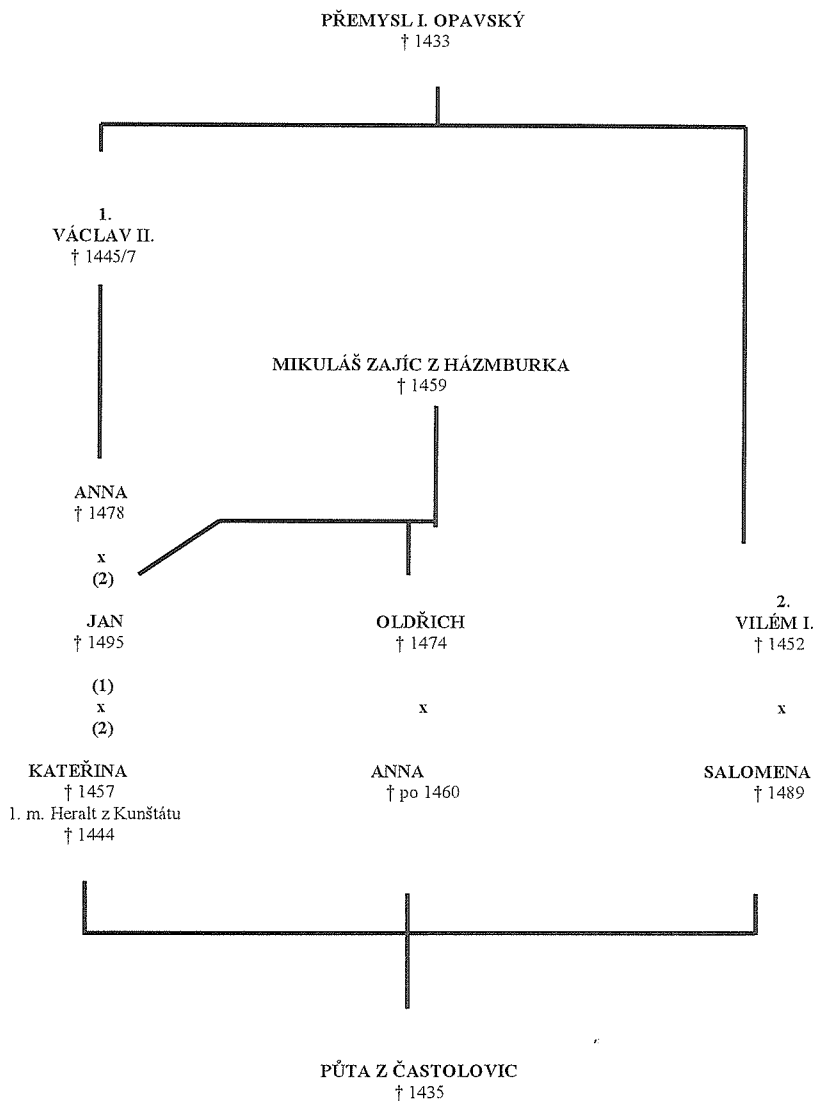 PŘEMYSL I. OPAVSKÝ
† 1433
1.
VÁCLAV II.
† 1445/7
MIKULÁŠ ZAJÍC Z HÁZMBURKA
† 1459
ANNA
† 1478
x
(2)
JAN
† 1495
OLDŘICH
† 1474
2.
VILÉM I.
† 1452
(1)
x
(2)
x
x
KATEŘINA
† 1457
1. m. Heralt z Kunštátu
† 1444
ANNA
† po 1460
SALOMENA
† 1489
PŮTA Z ČASTOLOVIC
† 1435